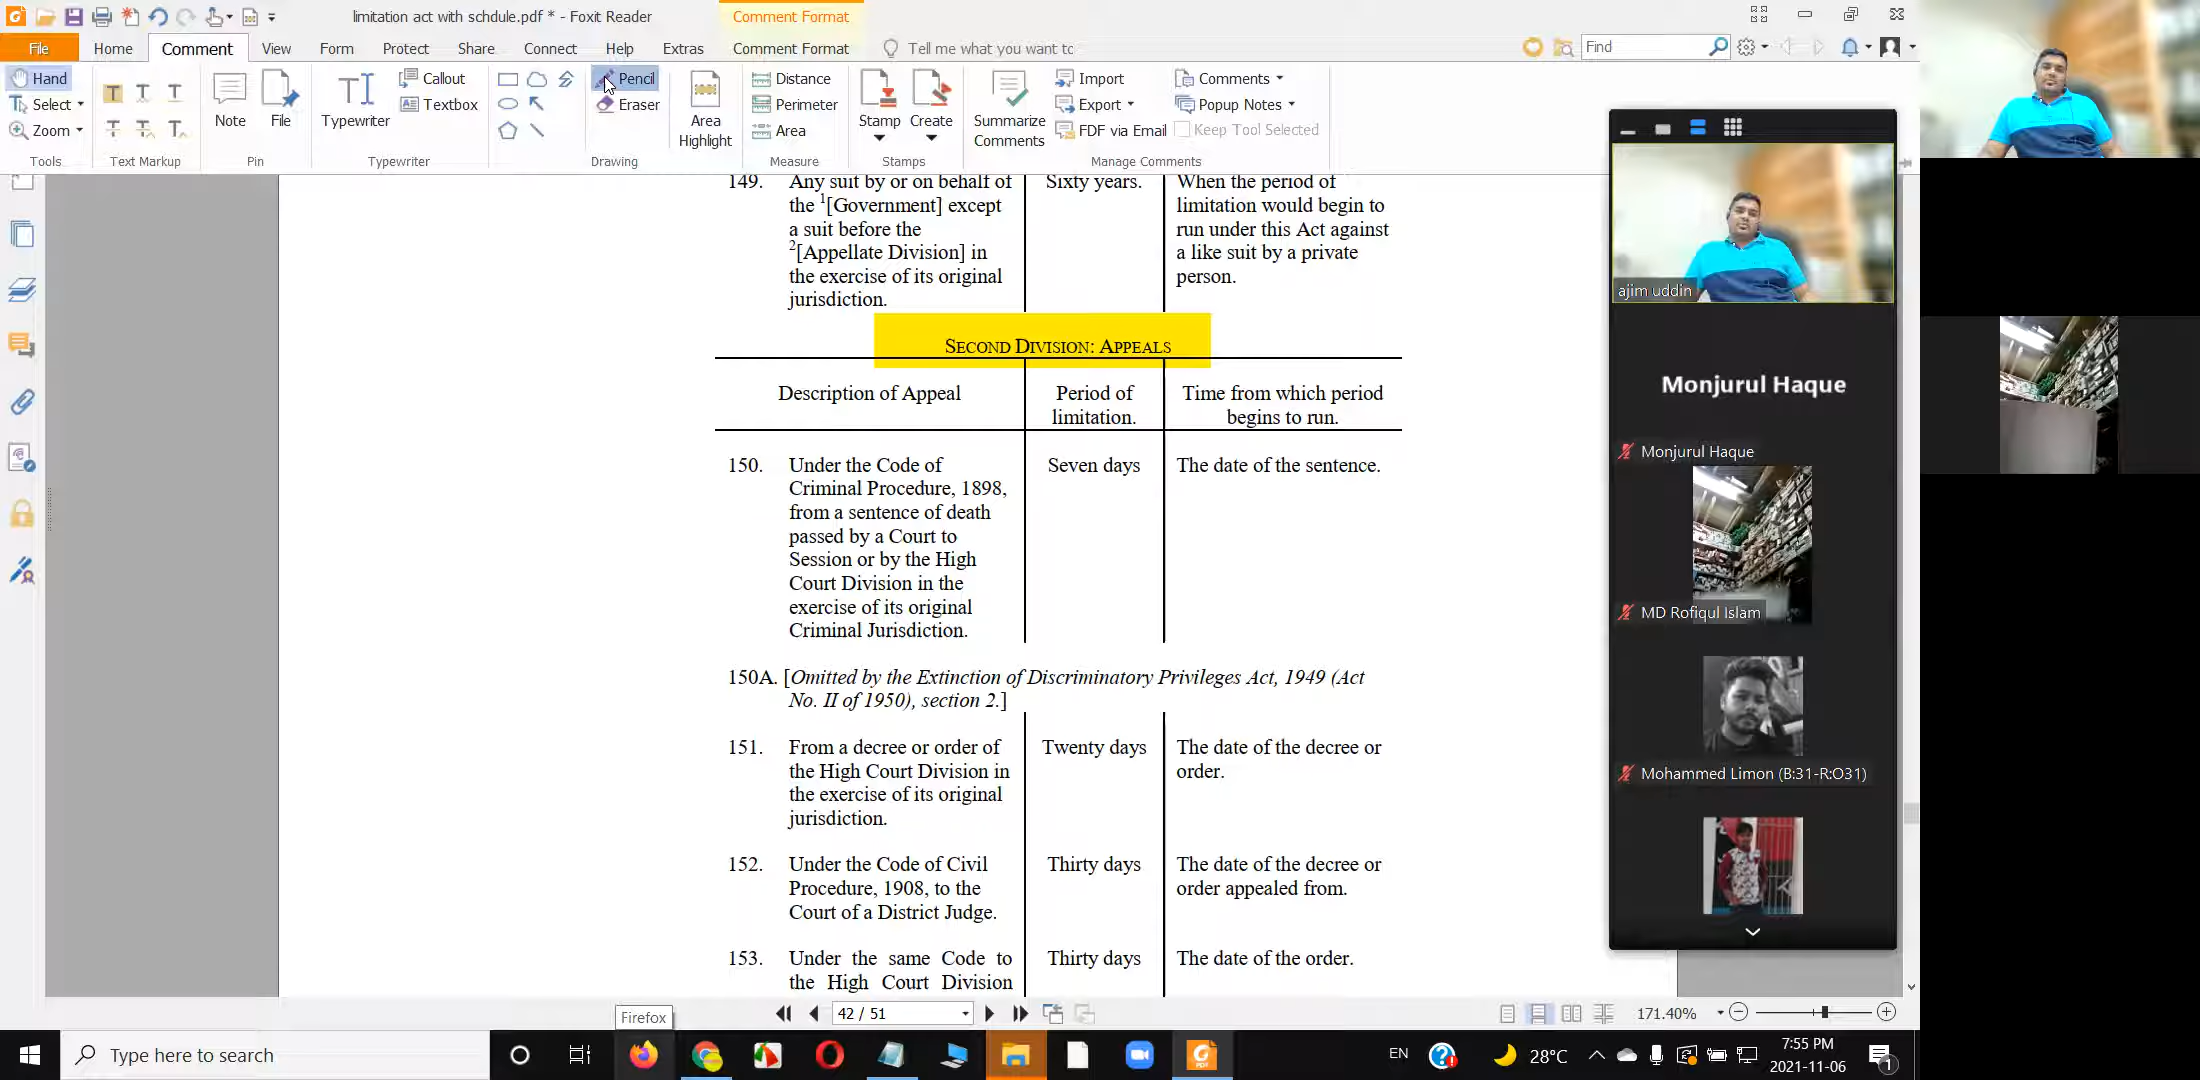 limitation act with schdule.pdf * - Foxit Reader
Comment Format
File
Home
Comment
View
Form
Protect
Share
Connect
Help
Extras
Comment Format
Tell me what you want to
Find
Hand
Select
Zoom
Tools
Text Markup
Note
File
Pin
Typewriter
Callout
Textbox
Typewriter
Pencil
Eraser
Drawing
Area
Highlight
Distance
Perimeter
Area
Measure
Stamp
Create
Stamps
Summarize
Comments
Import
Export
FDF via Email
Comments
Popup Notes
Keep Tool Selected
Manage Comments
149. Any suit by or on behalf of
the 1[Government] except
a suit before the
2[Appellate Division] in
the exercise of its original
jurisdiction.
Sixty years.
When the period of
limitation would begin to
run under this Act against
a like suit by a private
person.
SECOND DIVISION: APPEALS
Description of Appeal
Period of
limitation.
Time from which period
begins to run.
150. Under the Code of
Criminal Procedure, 1898,
from a sentence of death
passed by a Court to
Session or by the High
Court Division in the
exercise of its original
Criminal Jurisdiction.
Seven days
The date of the sentence.
150A. [Omitted by the Extinction of Discriminatory Privileges Act, 1949 (Act
No. II of 1950), section 2.]
151. From a decree or order of
the High Court Division in
the exercise of its original
jurisdiction.
Twenty days
The date of the decree or
order.
152. Under the Code of Civil
Procedure, 1908, to the
Court of a District Judge.
Thirty days
The date of the decree or
order appealed from.
153. Under the same Code to
the High Court Division
Thirty days
The date of the order.
ajim uddin
Monjurul Haque
Monjurul Haque
MD Rofiqul Islam
Mohammed Limon (B:31-R:O31)
Firefox
42 / 51
171.40%
Type here to search
EN
28°C
7:55 PM
2021-11-06
1